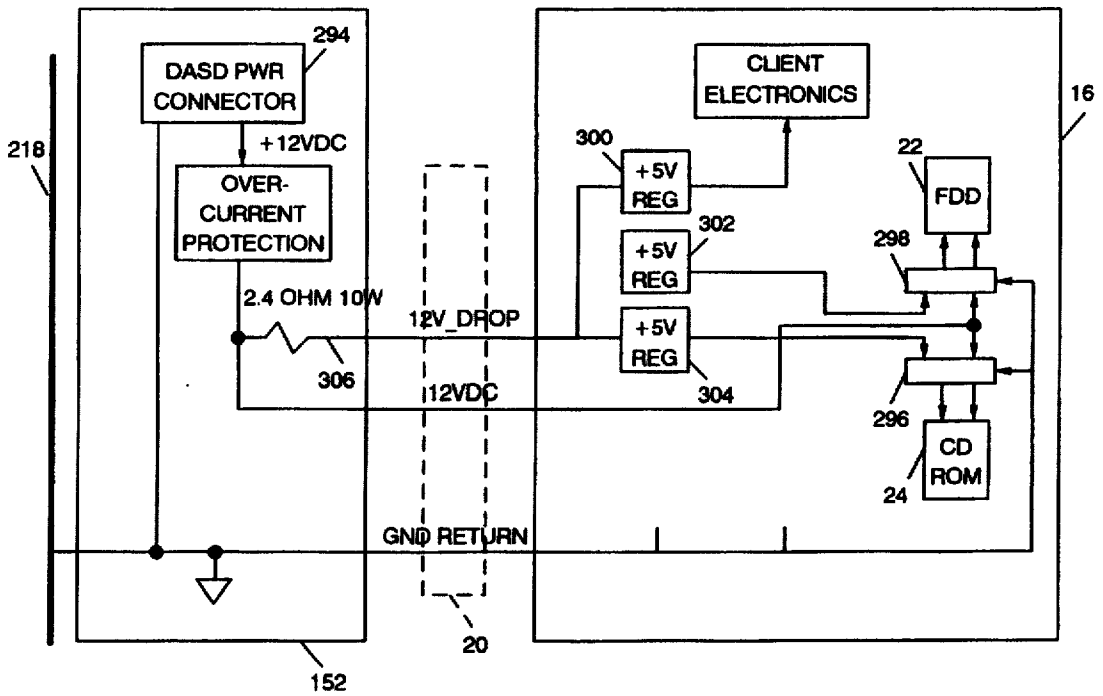 294
DASD PWR
CONNECTOR
+12VDC
218
OVER-
CURRENT
PROTECTION
2.4 OHM 10W
306
12V_DROP
12VDC
GND RETURN
20
152
CLIENT
ELECTRONICS
16
300
+5V
REG
302
+5V
REG
+5V
REG
304
22
FDD
298
296
CD
ROM
24